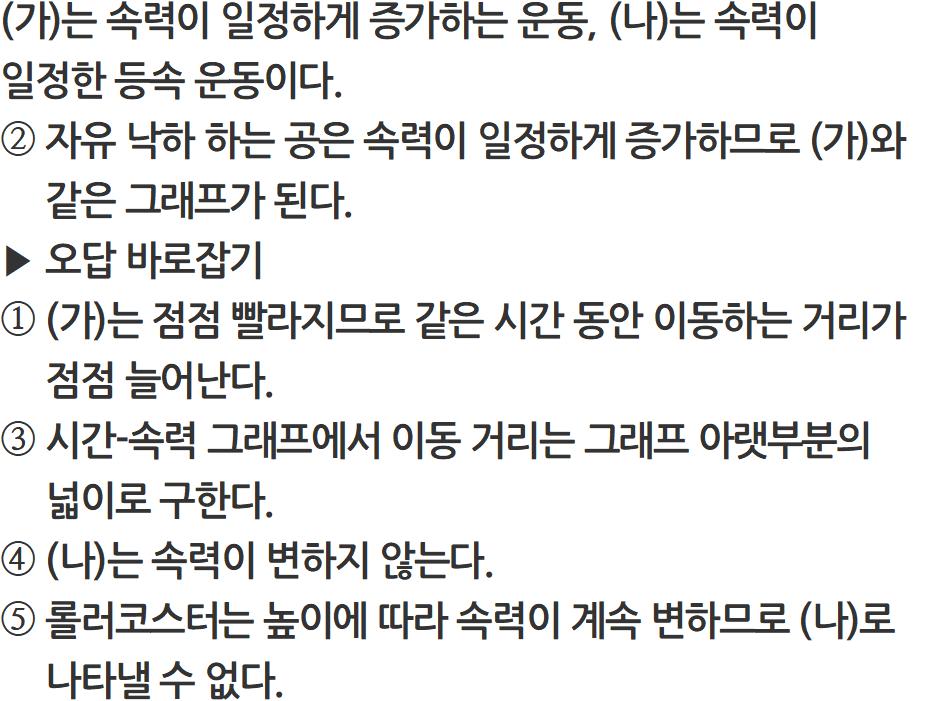 (가)는 속력이 일정하게 증가하는 운동, (나)는 속력이
일정한 등속 운동이다.
② 자유 낙하 하는 공은 속력이 일정하게 증가하므로 (가)와
같은 그래프가 된다.
▶ 오답 바로잡기
① (가)는 점점 빨라지므로 같은 시간 동안 이동하는 거리가
점점 늘어난다.
③ 시간-속력 그래프에서 이동 거리는 그래프 아랫부분의
넓이로 구한다.
④ (나)는 속력이 변하지 않는다.
⑤ 롤러코스터는 높이에 따라 속력이 계속 변하므로 (나)로
나타낼 수 없다.